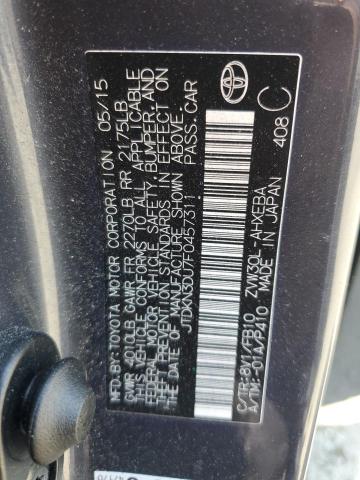 MFD.BY:TOYOTA MOTOR CORPORATION 05/15
GVWR 4010LB GAWR FR 2270LB RR 2175LB
THIS VEHICLE CONFORMS TO ALL APPLICABLE
FEDERAL MOTOR VEHICLE SAFETY, BUMPER, AND
THEFT PREVENTION STANDARDS IN EFFECT ON
THE DATE OF MANUFACTURE SHOWN ABOVE.
JTDKN3DU7F0457311 PASS.CAR
C/TR:8V1/FB10 ZVW30L-AHXEBA
A/TM:-01A/P410 MADE IN JAPAN 408 C